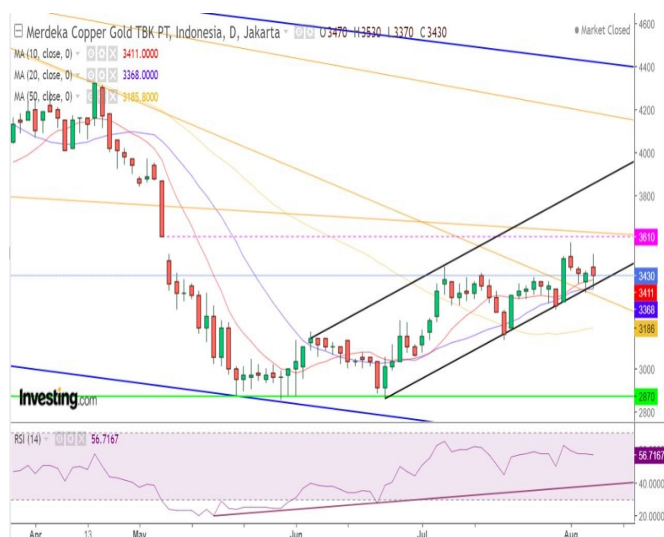 Merdeka Copper Gold TBK PT, Indonesia, D, Jakarta O3470 H3530 L3370 C3430
Market Closed
MA (10, close, 0) 3411.0000
MA (20, close, 0) 3368.0000
MA (50, close, 0) 3185.8000
4600
4400
4200
4000
3800
3610
3430
3411
3368
3186
3000
2870
2800
Investing.com
RSI (14) 56.7167
56.7167
40.0000
20.0000
Apr 13 May Jun Jul Aug